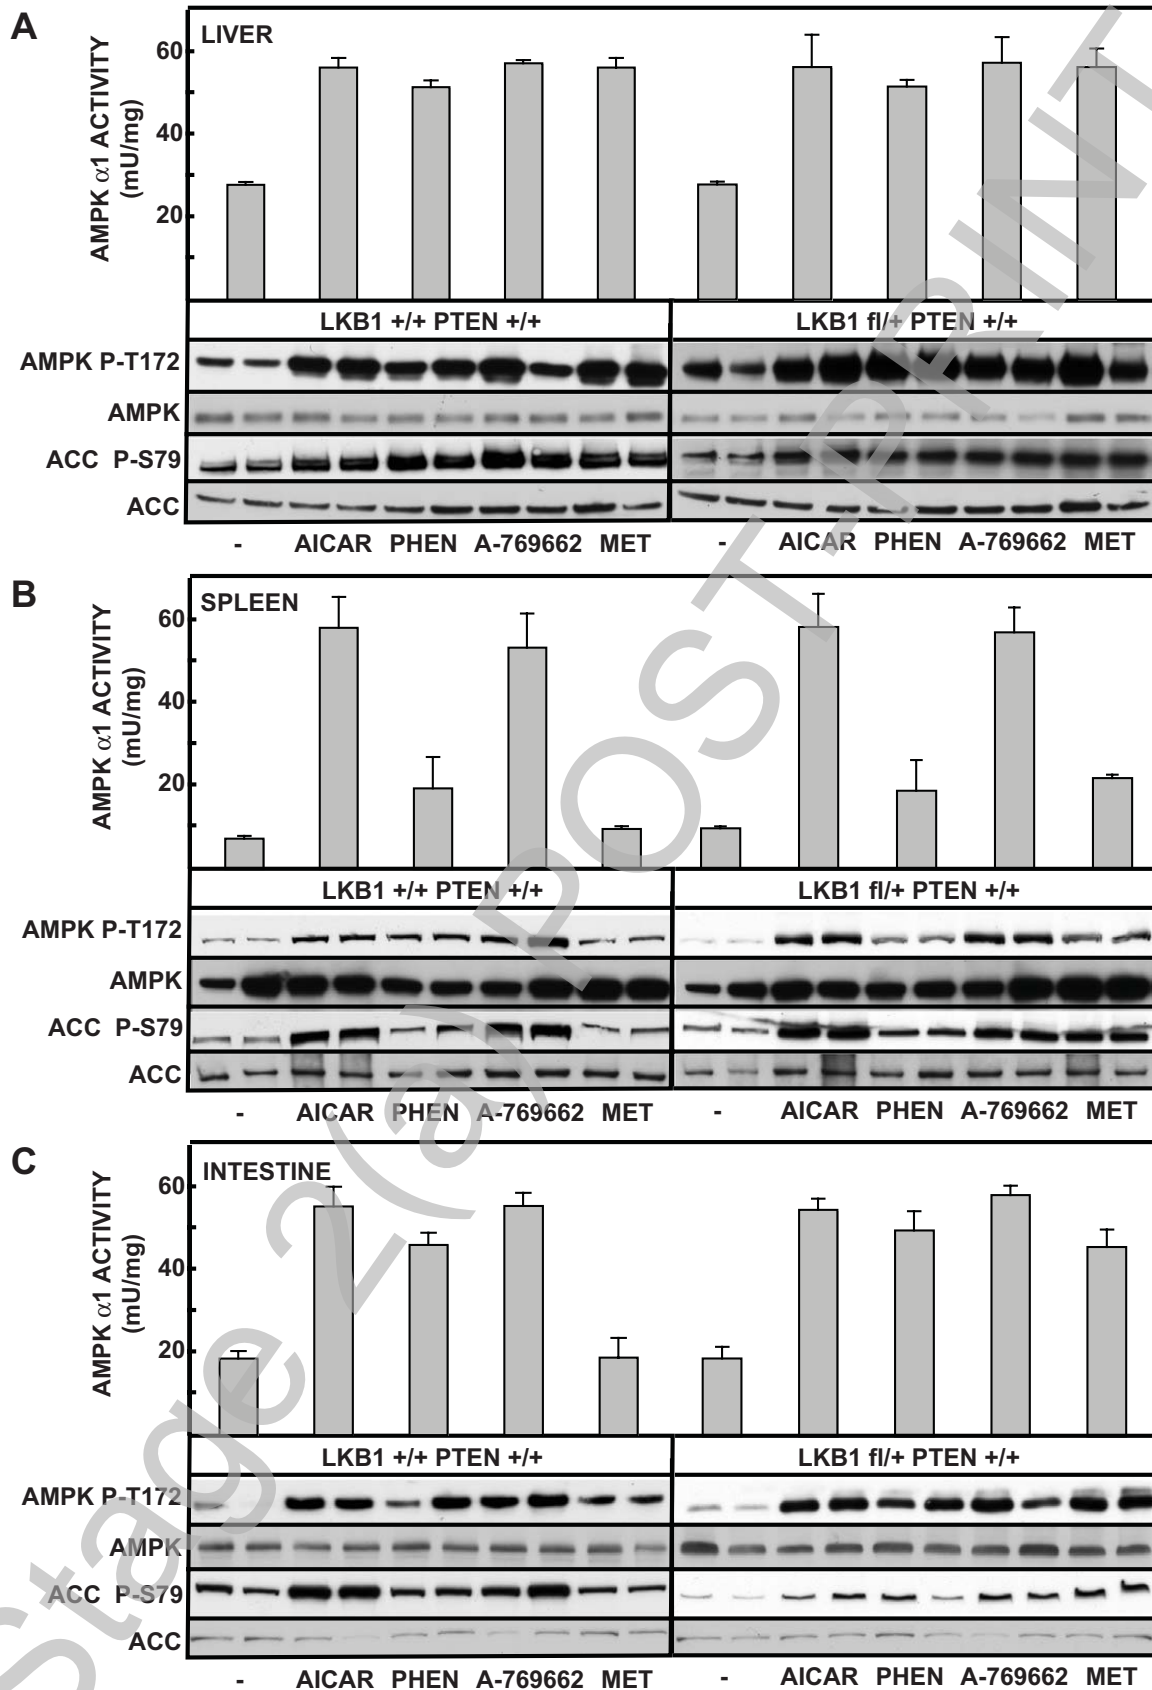 A
LIVER
AMPK α1 ACTIVITY
(mU/mg)
60
40
20
LKB1 +/+ PTEN +/+
LKB1 fl/+ PTEN +/+
AMPK P-T172
AMPK
ACC P-S79
ACC
- AICAR PHEN A-769662 MET - AICAR PHEN A-769662 MET
B
SPLEEN
AMPK α1 ACTIVITY
(mU/mg)
60
40
20
LKB1 +/+ PTEN +/+
LKB1 fl/+ PTEN +/+
AMPK P-T172
AMPK
ACC P-S79
ACC
- AICAR PHEN A-769662 MET - AICAR PHEN A-769662 MET
C
INTESTINE
AMPK α1 ACTIVITY
(mU/mg)
60
40
20
LKB1 +/+ PTEN +/+
LKB1 fl/+ PTEN +/+
AMPK P-T172
AMPK
ACC P-S79
ACC
- AICAR PHEN A-769662 MET - AICAR PHEN A-769662 MET
Stage 2(a) POST-PRINT